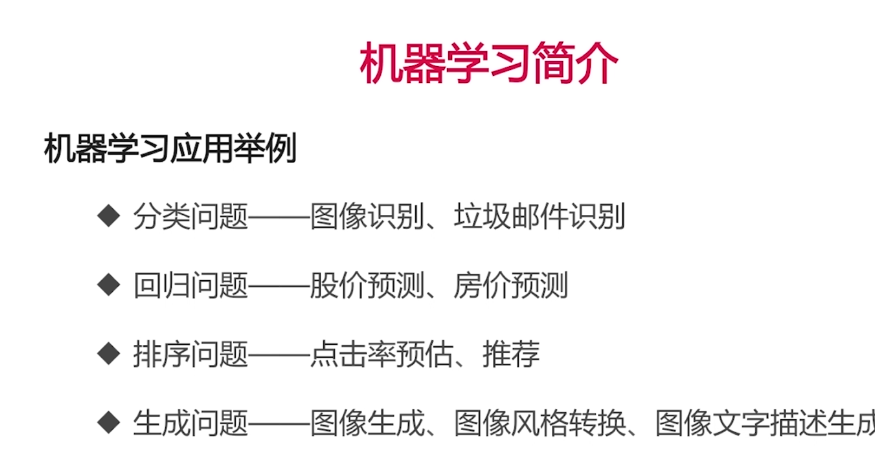 机器学习简介
机器学习应用举例
◆ 分类问题——图像识别、垃圾邮件识别
◆ 回归问题——股价预测、房价预测
◆ 排序问题——点击率预估、推荐
◆ 生成问题——图像生成、图像风格转换、图像文字描述生成